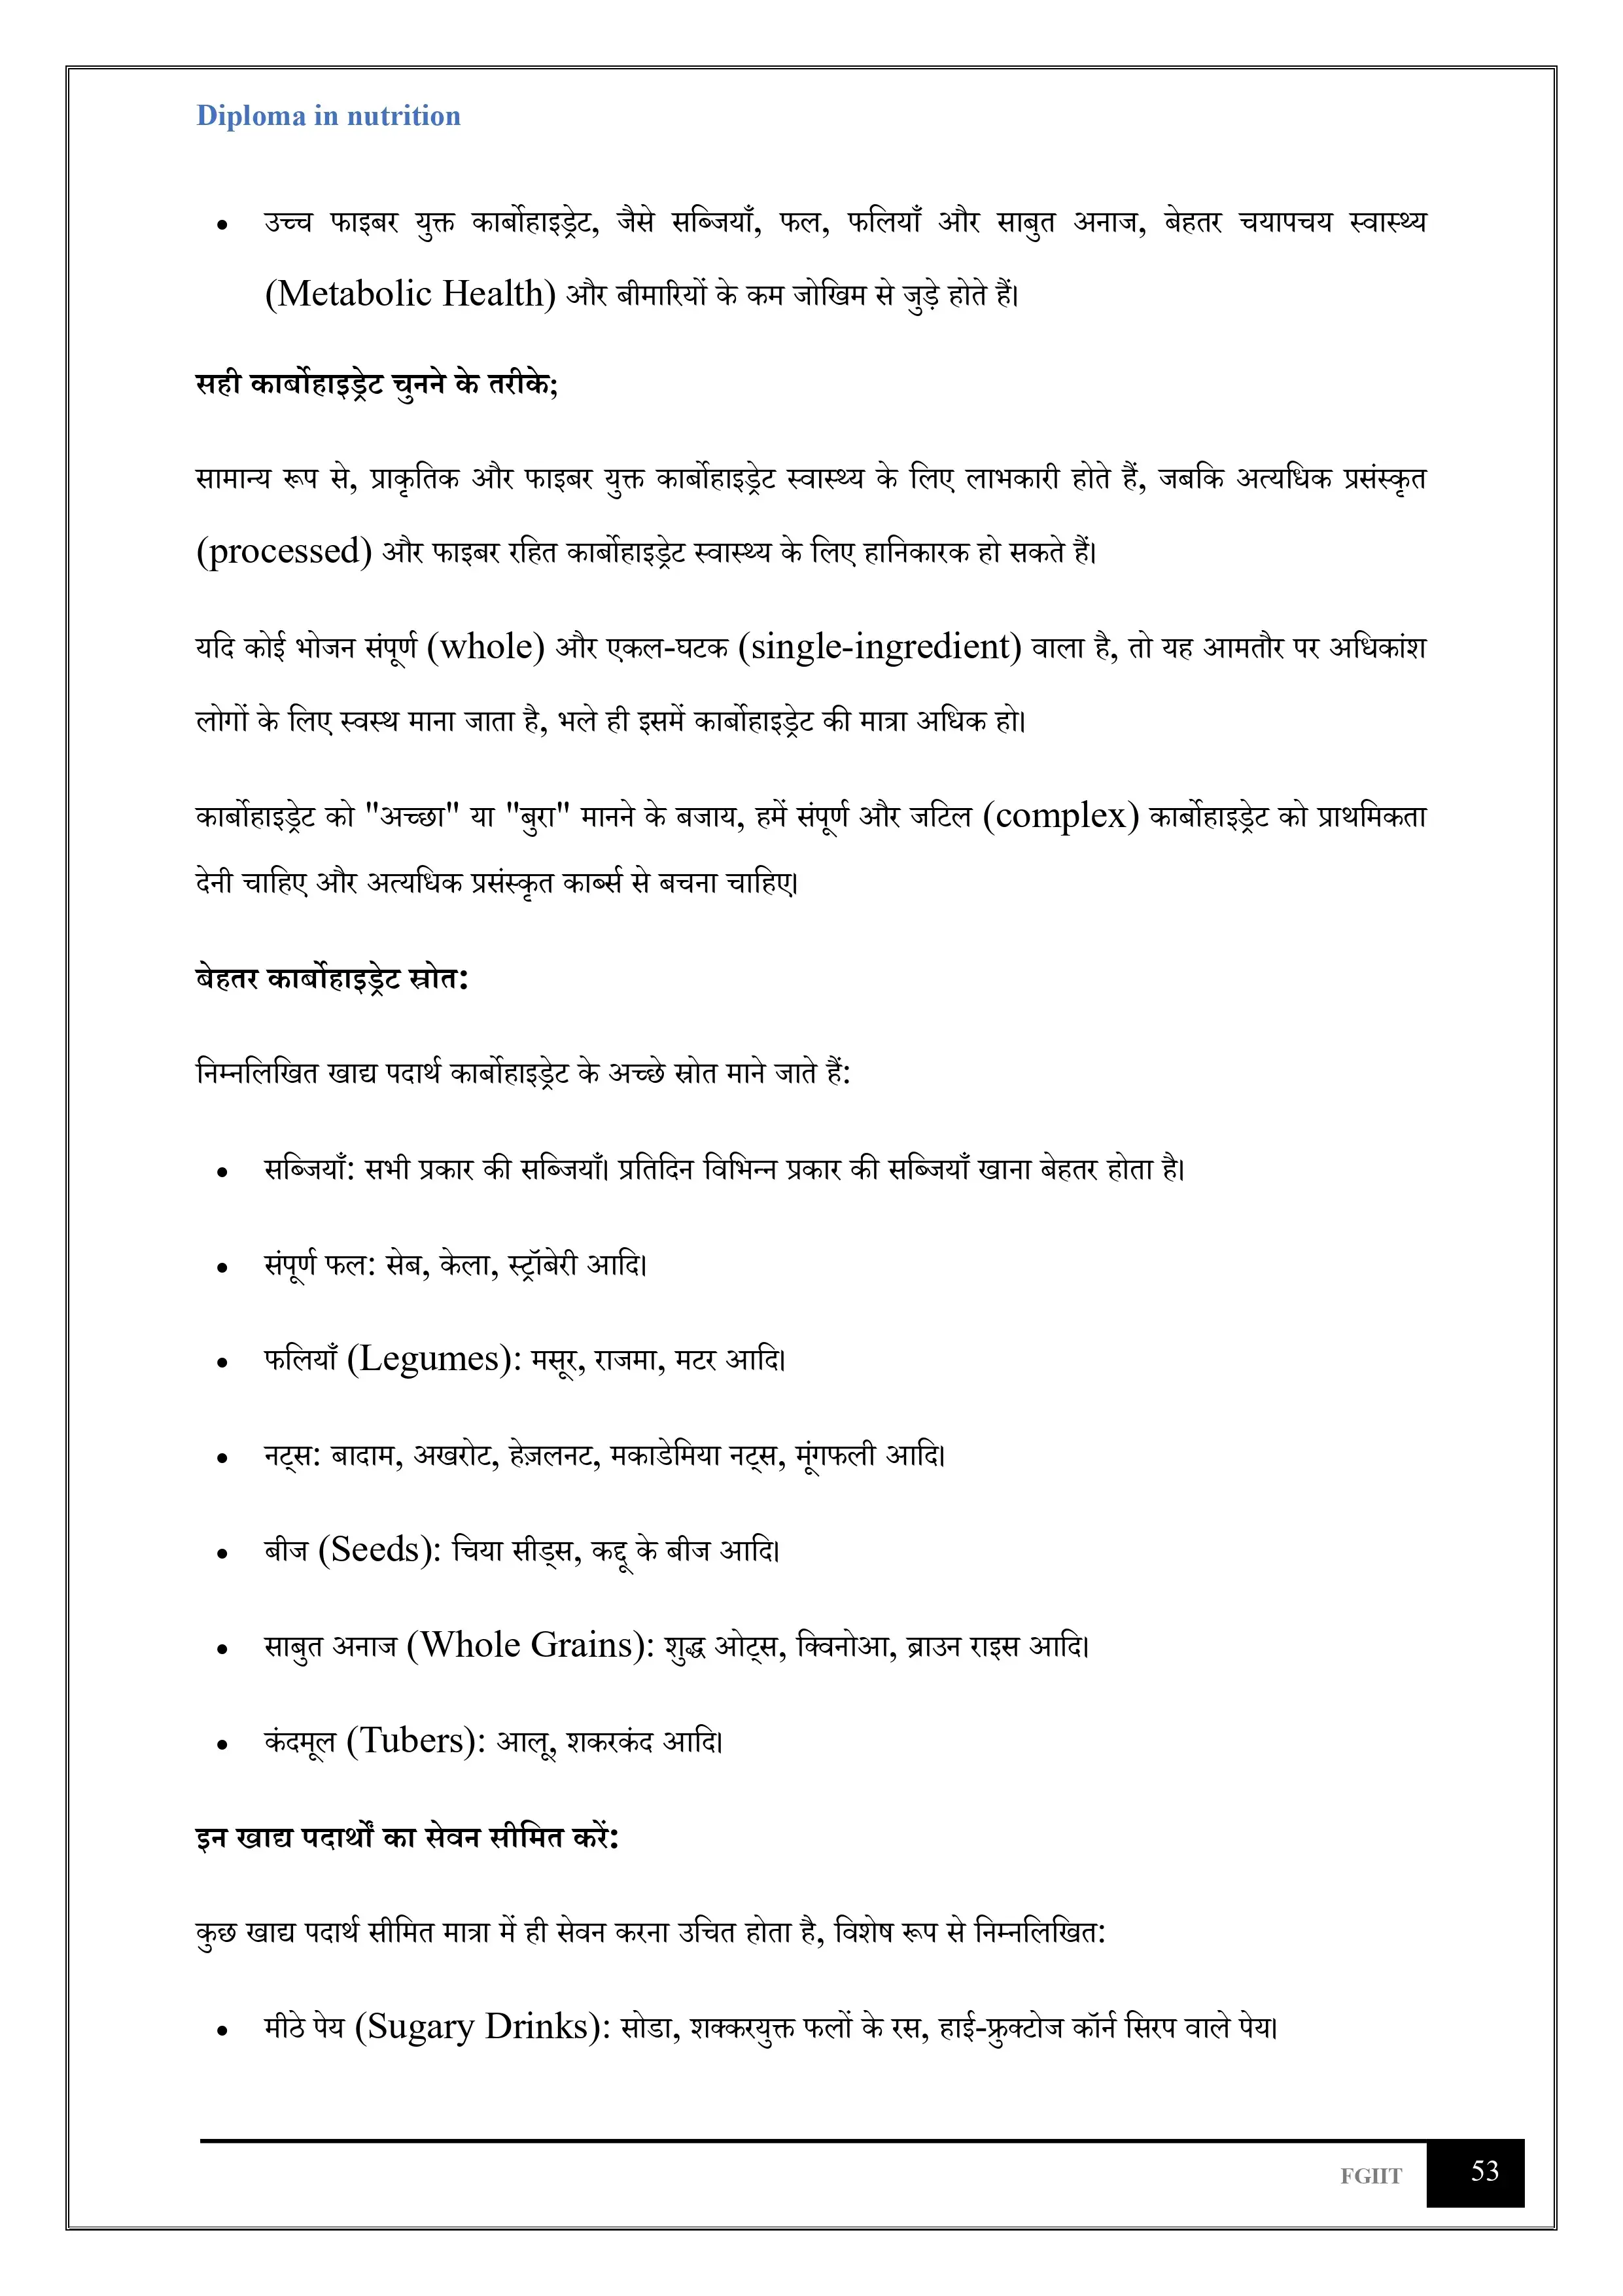 Diploma in nutrition
• उच्च फाइबर युक्त कार्बोहाइड्रेट, जैसे सब्जियाँ, फल, फलियाँ और साबुत अनाज, बेहतर चयापचय स्वास्थ्य
(Metabolic Health) और बीमारियों के कम जोखिम से जुड़े होते हैं।
सही कार्बोहाइड्रेट चुनने के तरीके;
सामान्य रूप से, प्राकृतिक और फाइबर युक्त कार्बोहाइड्रेट स्वास्थ्य के लिए लाभकारी होते हैं, जबकि अत्यधिक प्रसंस्कृत
(processed) और फाइबर रहित कार्बोहाइड्रेट स्वास्थ्य के लिए हानिकारक हो सकते हैं।
यदि कोई भोजन संपूर्ण (whole) और एकल-घटक (single-ingredient) वाला है, तो यह आमतौर पर अधिकांश
लोगों के लिए स्वस्थ माना जाता है, भले ही इसमें कार्बोहाइड्रेट की मात्रा अधिक हो।
कार्बोहाइड्रेट को "अच्छा" या "बुरा" मानने के बजाय, हमें संपूर्ण और जटिल (complex) कार्बोहाइड्रेट को प्राथमिकता
देनी चाहिए और अत्यधिक प्रसंस्कृत कार्ब्स से बचना चाहिए।
बेहतर कार्बोहाइड्रेट स्रोत:
निम्नलिखित खाद्य पदार्थ कार्बोहाइड्रेट के अच्छे स्रोत माने जाते हैं:
• सब्जियाँ: सभी प्रकार की सब्जियाँ। प्रतिदिन विभिन्न प्रकार की सब्जियाँ खाना बेहतर होता है।
• संपूर्ण फल: सेब, केला, स्ट्रॉबेरी आदि।
• फलियाँ (Legumes): मसूर, राजमा, मटर आदि।
• नट्स: बादाम, अखरोट, हेज़लनट, मकाडेमिया नट्स, मूंगफली आदि।
• बीज (Seeds): चिया सीड्स, कद्दू के बीज आदि।
• साबुत अनाज (Whole Grains): शुद्ध ओट्स, क्विनोआ, ब्राउन राइस आदि।
• कंदमूल (Tubers): आलू, शकरकंद आदि।
इन खाद्य पदार्थों का सेवन सीमित करें:
कुछ खाद्य पदार्थ सीमित मात्रा में ही सेवन करना उचित होता है, विशेष रूप से निम्नलिखित:
• मीठे पेय (Sugary Drinks): सोडा, शक्करयुक्त फलों के रस, हाई-फ्रुक्टोज कॉर्न सिरप वाले पेय।
FGIIT 53